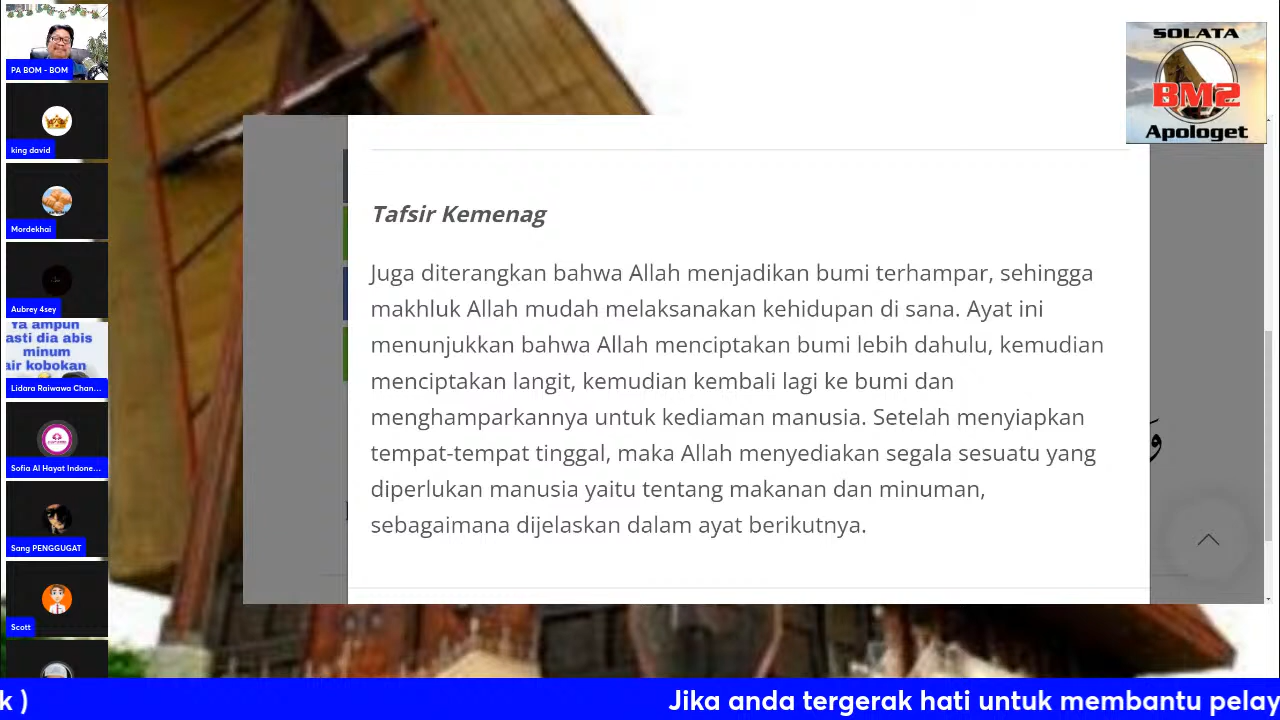 PA BOM - BOM
king david
Mordekhai
Aubrey 4sey
Ya ampun
asti dia abis
minum
air kobokan
Lidara Raiwawa Chan...
Sofia Al Hayat Indone...
Sang PENGGUGAT
Scott
SOLATA
BM2
Apologet
Tafsir Kemenag
Juga diterangkan bahwa Allah menjadikan bumi terhampar, sehingga
makhluk Allah mudah melaksanakan kehidupan di sana. Ayat ini
menunjukkan bahwa Allah menciptakan bumi lebih dahulu, kemudian
menciptakan langit, kemudian kembali lagi ke bumi dan
menghamparkannya untuk kediaman manusia. Setelah menyiapkan
tempat-tempat tinggal, maka Allah menyediakan segala sesuatu yang
diperlukan manusia yaitu tentang makanan dan minuman,
sebagaimana dijelaskan dalam ayat berikutnya.
k ) Jika anda tergerak hati untuk membantu pelay